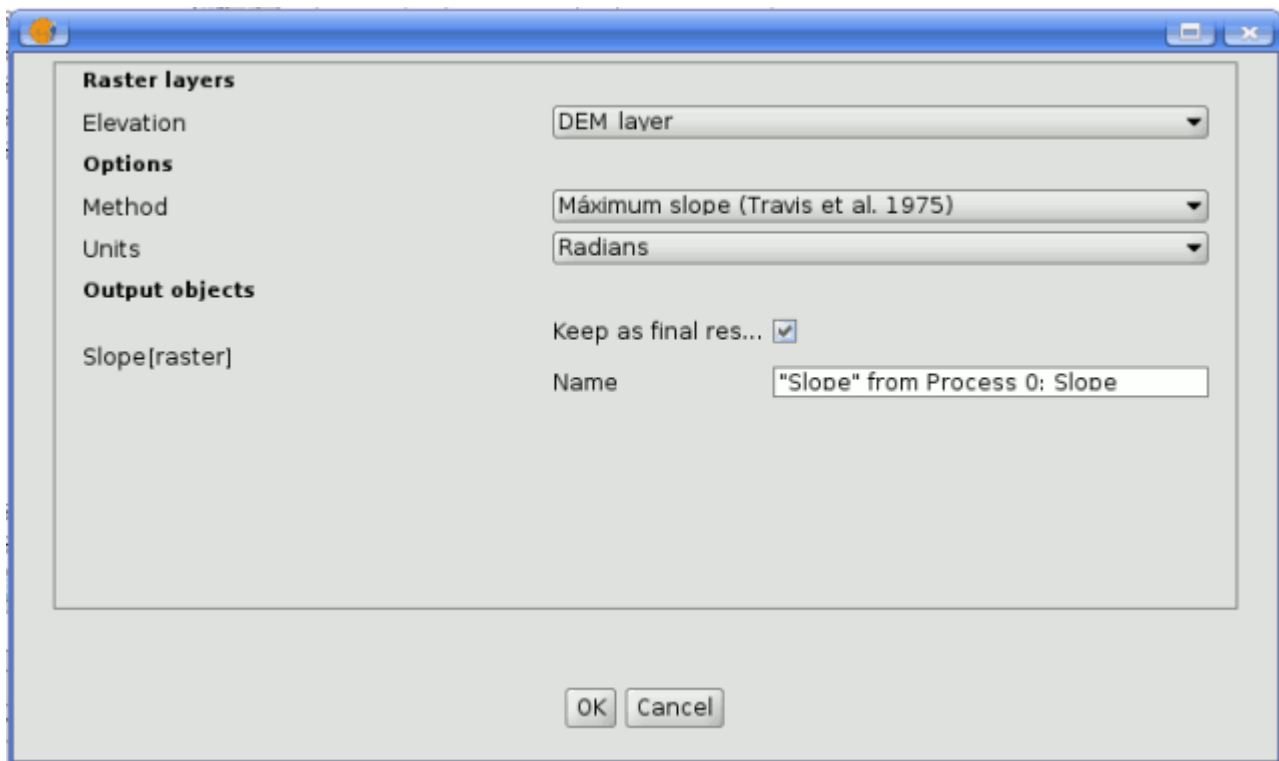 Raster layers
Elevation DEM layer
Options
Method Máximum slope (Travis et al. 1975)
Units Radians
Output objects
Keep as final res...
Slope[raster]
Name "Slope" from Process 0: Slope
OK Cancel